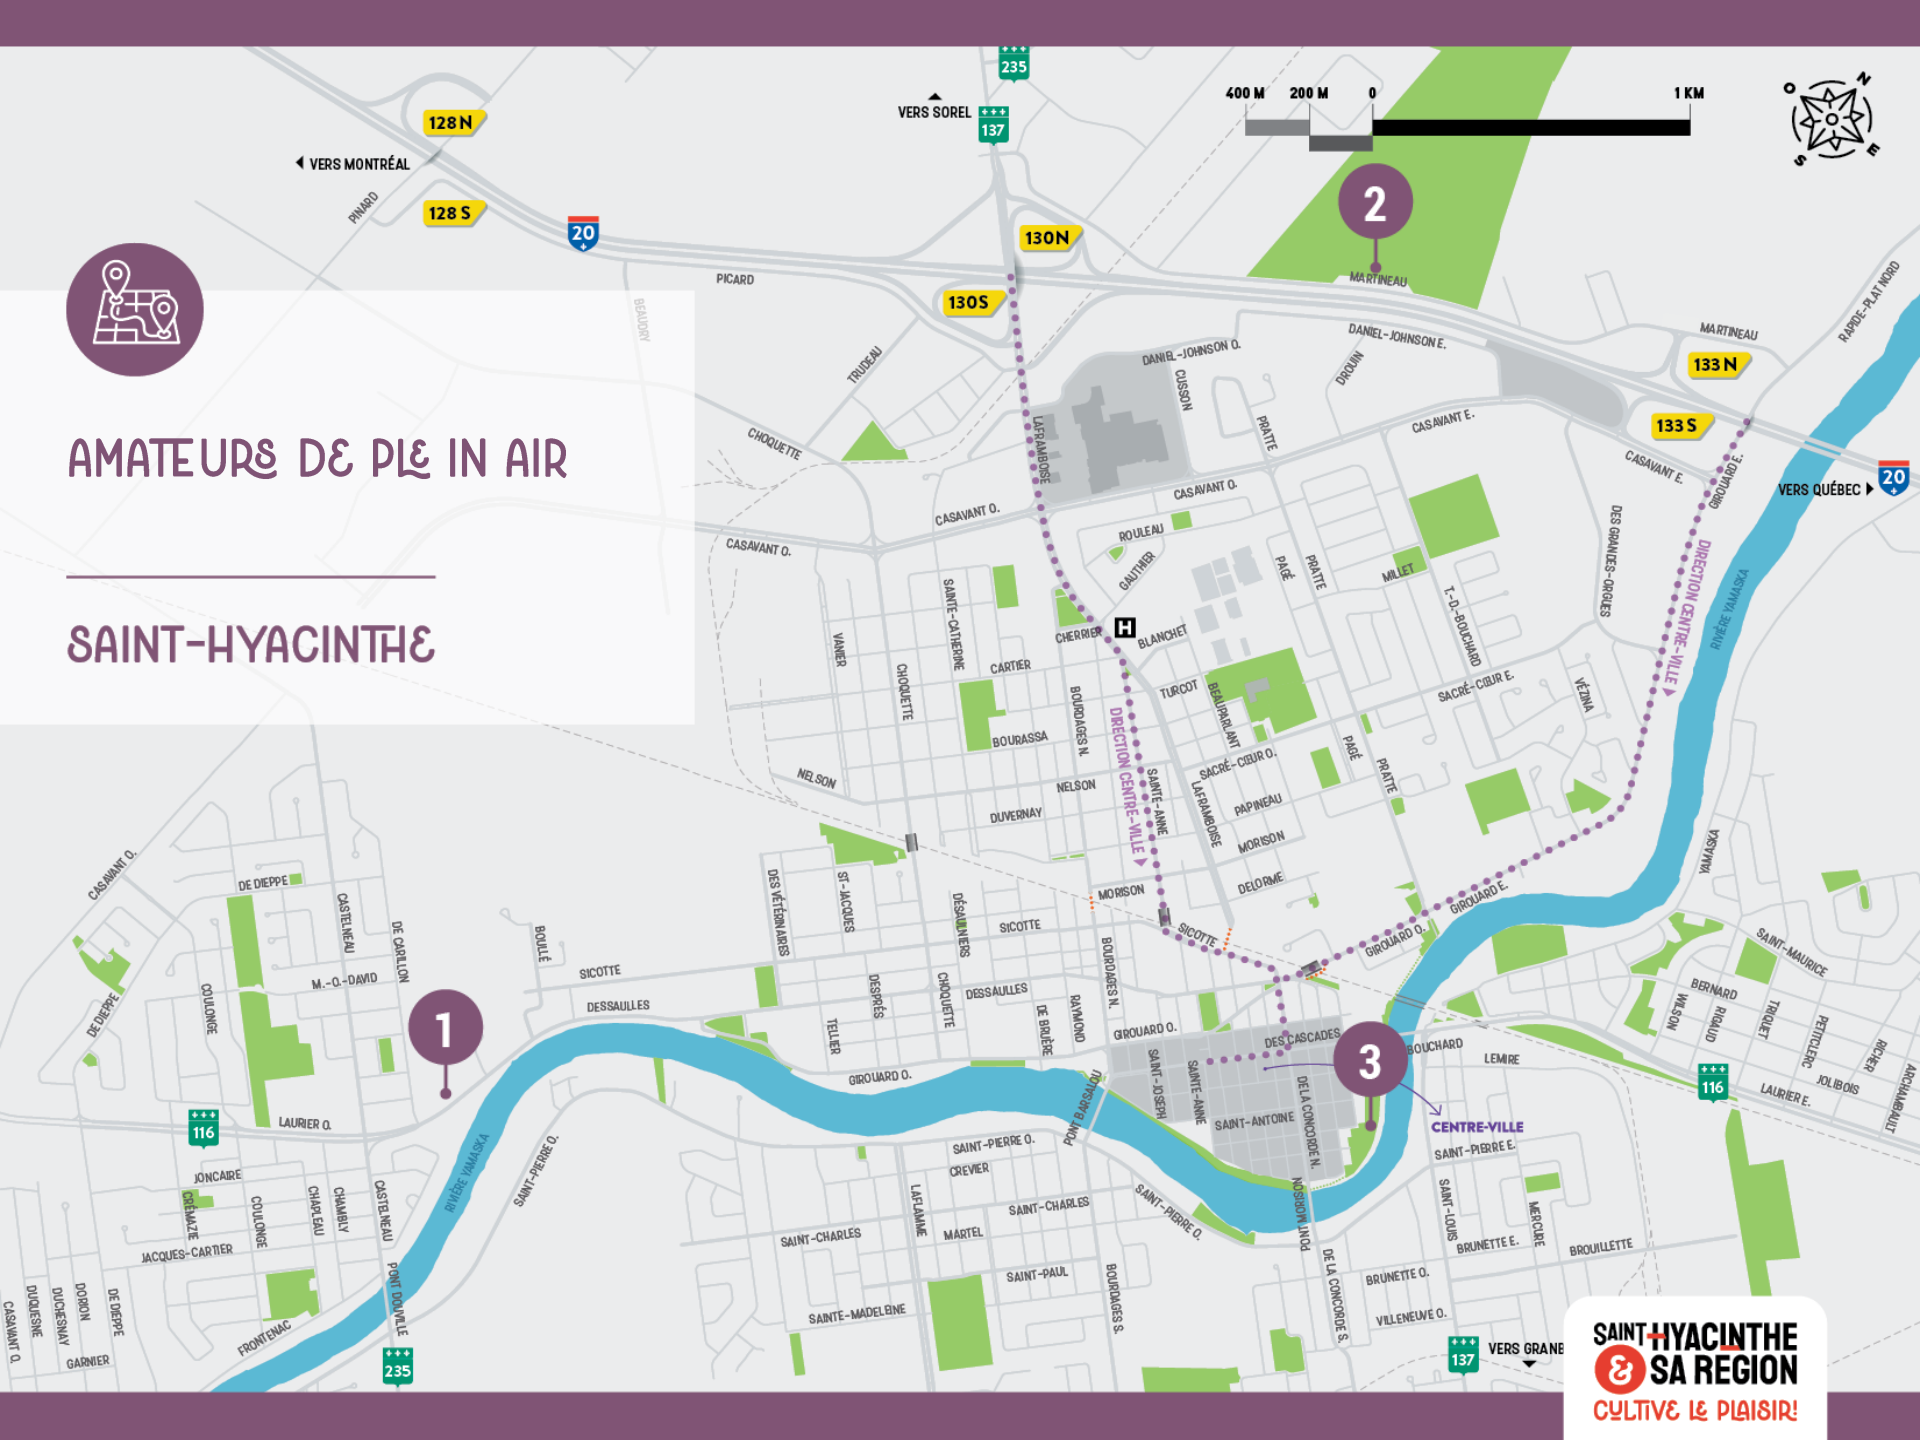 235
VERS SOREL
137
400 M 200 M 0 1 KM
N
O
E
S
128 N
VERS MONTRÉAL
PINARD
128 S
20
130 N
130 S
PICARD
BEAUDRY
2
MARTINEAU
RAPIDE-PLAT NORD
DANIEL-JOHNSON O.
DANIEL-JOHNSON E.
MARTINEAU
133 N
133 S
TRUDEAU
CUSSON
DROUIN
PRATTE
CASAVANT E.
CASAVANT E.
GIROUARD E.
VERS QUÉBEC
20
AMATEURS DE PLE IN AIR
SAINT-HYACINTHE
CHOQUETTE
LAFRAMBOISE
CASAVANT O.
CASAVANT O.
CASAVANT O.
ROULEAU
GAUTHIER
PAGÉ
PRATTE
MILLET
T.-D.-BOUCHARD
DES GRANDES-ORGUES
DIRECTION CENTRE-VILLE
RIVIÈRE YAMASKA
SAINTE-CATHERINE
VANIER
CHOQUETTE
CHERRIER
H
BLANCHET
CARTIER
TURCOT
BEAUPARLANT
SACRÉ-CŒUR E.
VÉZINA
BOURDAGES N.
BOURASSA
DIRECTION CENTRE-VILLE
SACRÉ-CŒUR O.
PAGÉ
PRATTE
NELSON
NELSON
SAINTE-ANNE
LAFRAMBOISE
PAPINEAU
DUVERNAY
MORISON
DELORME
YAMASKA
CASAVANT O.
DE DIEPPE
CASTELNEAU
DE CARILLON
BOULLÉ
DES VÉTÉRINAIRES
ST-JACQUES
DÉSAULNIERS
MORISON
SICOTTE
SICOTTE
GIROUARD E.
GIROUARD O.
SAINT-MAURICE
M.-O.-DAVID
SICOTTE
DESSAULLES
DESPRÉS
CHOQUETTE
DESSAULLES
BOURDAGES N.
BERNARD
WILSON
RIGAUD
TRIQUET
PETITCLERC
RICHER
ARCHAMBAULT
DE DIEPPE
COULONGE
1
TELLIER
DE BRUÈRE
RAYMOND
GIROUARD O.
DES CASCADES
3
BOUCHARD
LEMIRE
116
JOLIBOIS
LAURIER E.
GIROUARD O.
PONT BARSALOU
SAINT-JOSEPH
SAINTE-ANNE
SAINT-ANTOINE
DE LA CONCORDE N.
CENTRE-VILLE
SAINT-PIERRE E.
116
LAURIER O.
RIVIÈRE YAMASKA
SAINT-PIERRE O.
SAINT-PIERRE O.
CREVIER
JONCAIRE
CRÉMAZIE
COULONGE
CHAPLEAU
CHAMBLY
CASTELNEAU
LAFLAMME
SAINT-CHARLES
SAINT-CHARLES
MARTEL
SAINT-PIERRE O.
PONT MORISON
SAINT-LOUIS
MERCURE
BRUNETTE E.
BROUILLETTE
JACQUES-CARTIER
PONT DOUVILLE
SAINT-PAUL
BOURDAGES S.
DE LA CONCORDE S.
BRUNETTE O.
VILLENEUVE O.
SAINTE-MADELEINE
CASAVANT O.
DUQUESNE
DUCHESNAY
DORION
DE DIEPPE
GARNIER
FRONTENAC
235
137
VERS GRANB
SAINT-HYACINTHE
& SA REGION
CULTIVE LE PLAISIR!